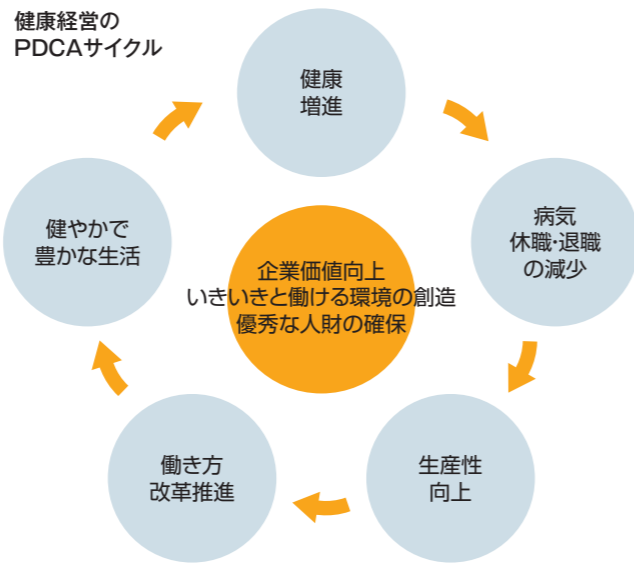 健康経営の
PDCAサイクル
健康
増進
病気
休職・退職
の減少
生産性
向上
働き方
改革推進
健やかで
豊かな生活
企業価値向上
いきいきと働ける環境の創造
優秀な人財の確保